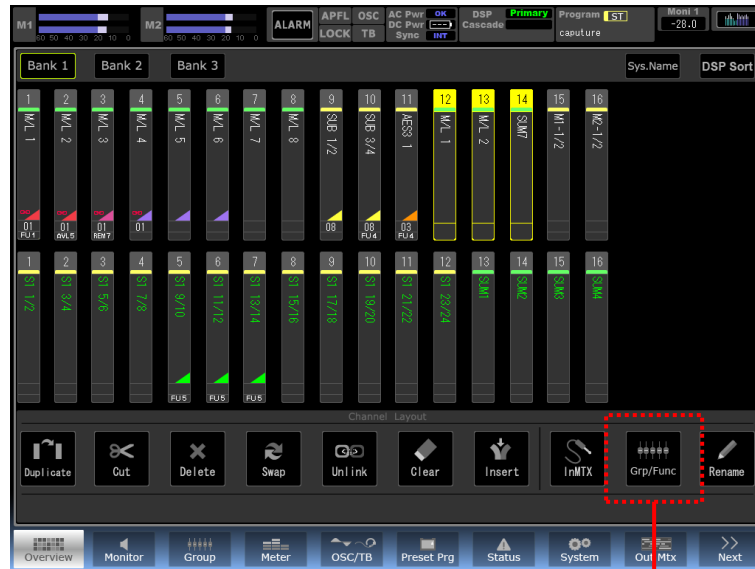 M1 M2 ALARM APFL OSC AC Pwr OK DSP Primary Program ST Moni 1
LOCK TB DC Pwr Cascade caputure -28.0
Sync INT
60 50 40 30 20 10 0 60 50 40 30 20 10 0
Bank 1 Bank 2 Bank 3 Sys.Name DSP Sort
1 2 3 4 5 6 7 8 9 10 11 12 13 14 15 16
M/L 1 M/L 2 M/L 3 M/L 4 M/L 5 M/L 6 M/L 7 M/L 8 SUB 1/2 SUB 3/4 AES3 1 M/L 1 M/L 2 SUM7 M1-1/2 M2-1/2
01 01 01 01 08 08 03
FU1 AVL5 REM7 FU4 FU4
1 2 3 4 5 6 7 8 9 10 11 12 13 14 15 16
S1 1/2 S1 3/4 S1 5/6 S1 7/8 S1 9/10 S1 11/12 S1 13/14 S1 15/16 S1 17/18 S1 19/20 S1 21/22 S1 23/24 SUM1 SUM2 SUM3 SUM4
FU5 FU5 FU5
Channel Layout
Duplicate Cut Delete Swap Unlink Clear Insert InMTX Grp/Func Rename
Overview Monitor Group Meter OSC/TB Preset Prg Status System Out Mtx Next